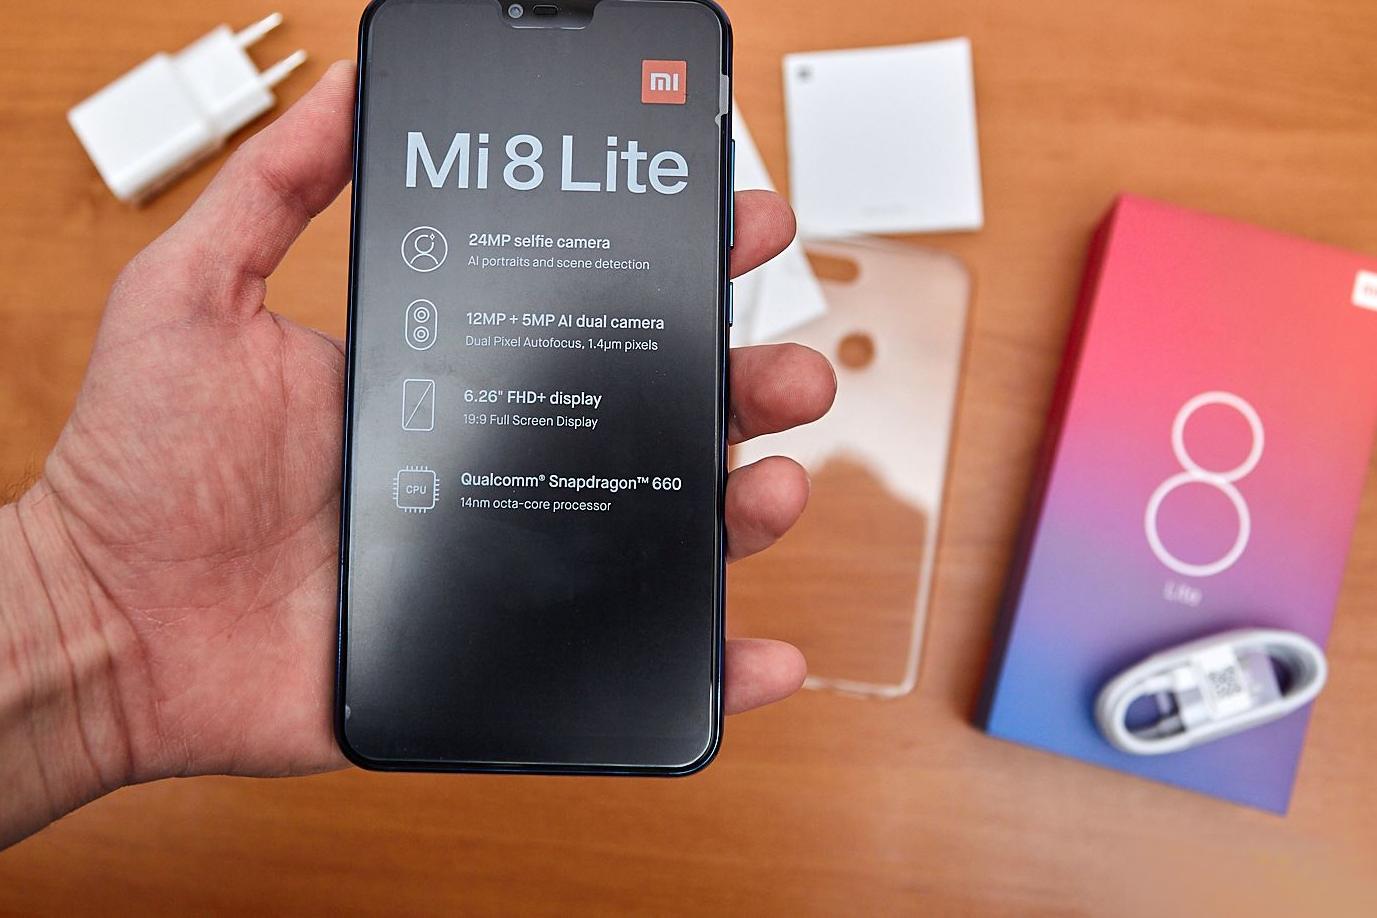 mi
Mi 8 Lite
24MP selfie camera
AI portraits and scene detection
12MP + 5MP AI dual camera
Dual Pixel Autofocus, 1.4µm pixels
6.26" FHD+ display
19:9 Full Screen Display
CPU
Qualcomm® Snapdragon™ 660
14nm octa-core processor
8
Lite